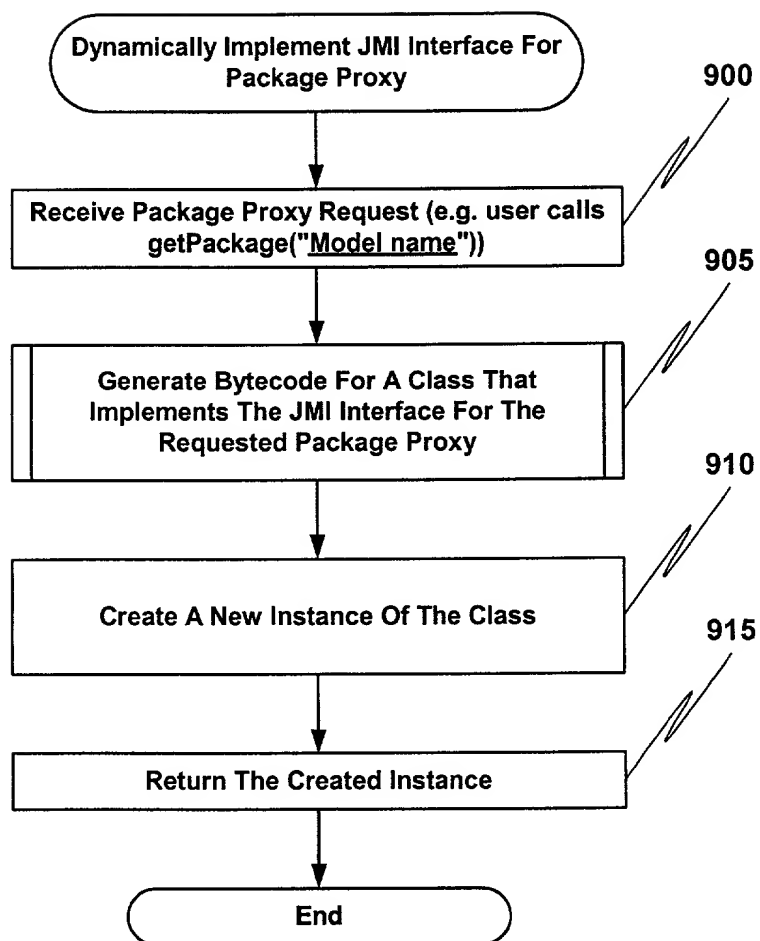 Dynamically Implement JMI Interface For
Package Proxy
900
Receive Package Proxy Request (e.g. user calls
getPackage("Model name"))
905
Generate Bytecode For A Class That
Implements The JMI Interface For The
Requested Package Proxy
910
Create A New Instance Of The Class
915
Return The Created Instance
End